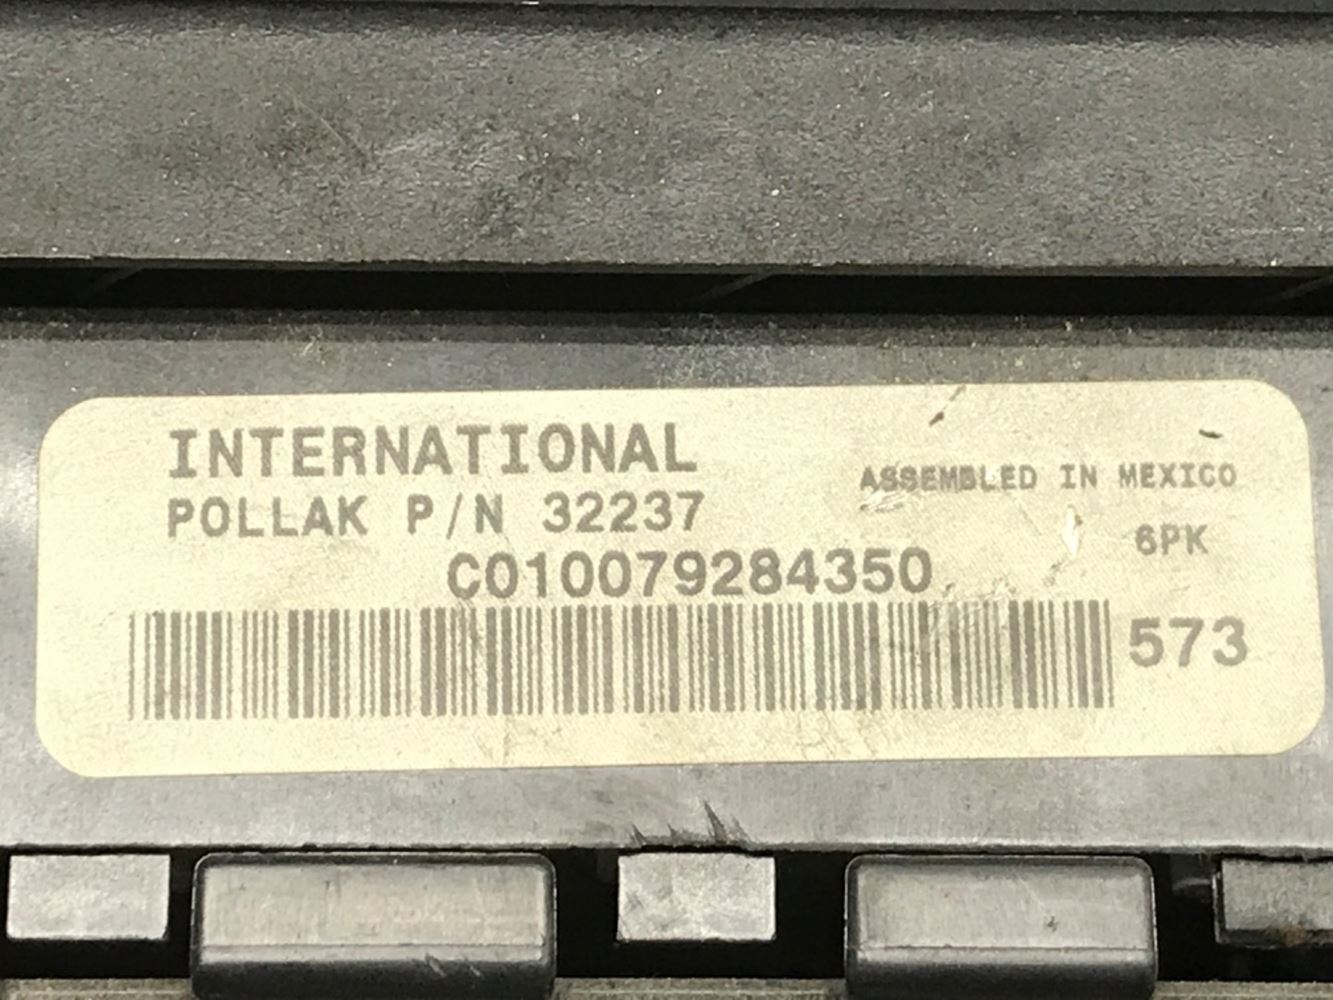 INTERNATIONAL
POLLAK P/N 32237
ASSEMBLED IN MEXICO
6PK
C010079284350
573